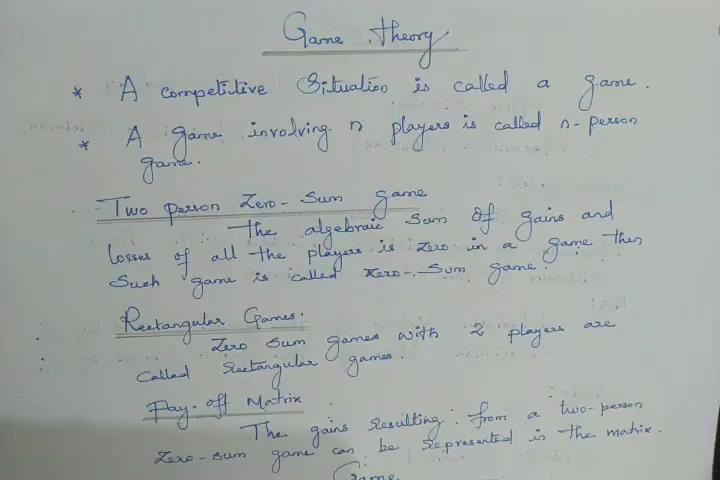 Game Theory
* A competitive Situation is called a game.
* A game involving n players is called n-person
game.
Two person Zero-Sum game
The algebraic Sum of gains and
losses of all the players is Zero in a game then
Such game is called Zero-Sum game.
Rectangular Games.
Zero Sum games with 2 players are
called rectangular games.
Pay-off Matrix
The gains resulting from a two-person
Zero-sum game can be represented in the matrix.
Game